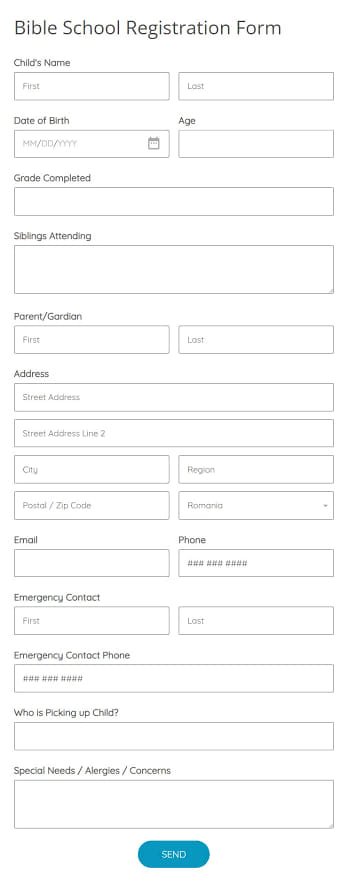 Bible School Registration Form
Child's Name
First Last
Date of Birth Age
MM/DD/YYYY
Grade Completed
Siblings Attending
Parent/Gardian
First Last
Address
Street Address
Street Address Line 2
City Region
Postal / Zip Code Romania
Email Phone
### ### ####
Emergency Contact
First Last
Emergency Contact Phone
### ### ####
Who is Picking up Child?
Special Needs / Alergies / Concerns
SEND